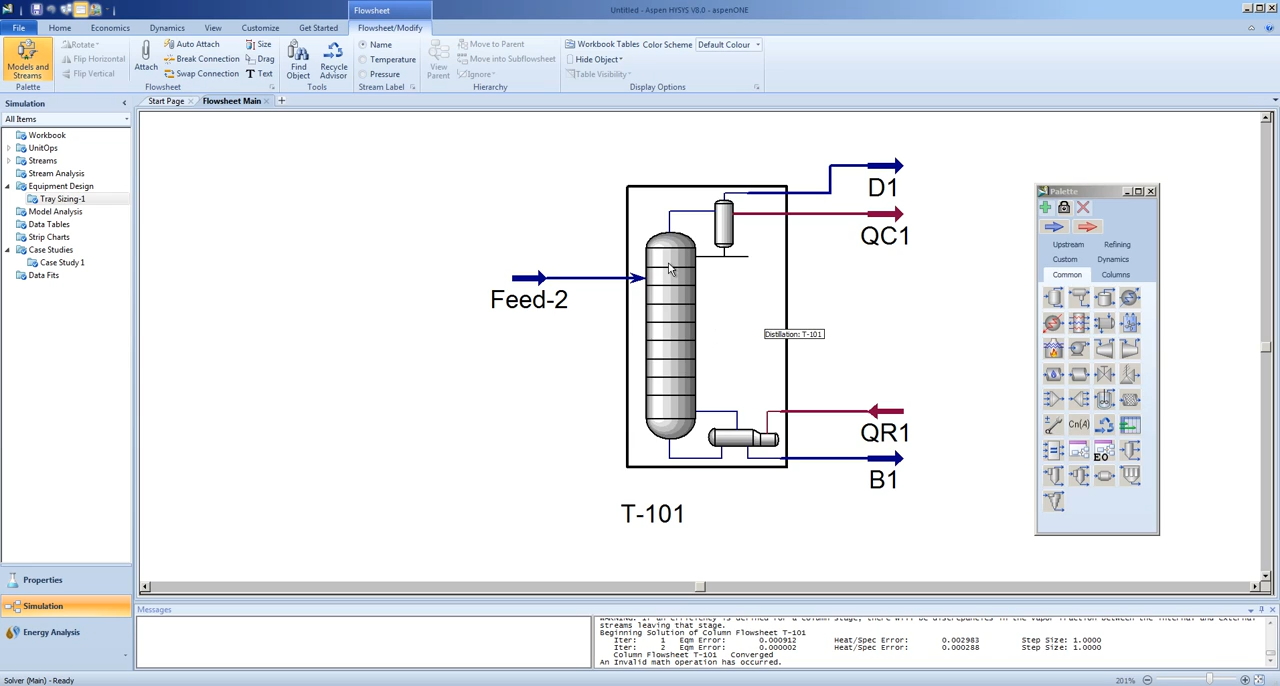 Flowsheet
Untitled - Aspen HYSYS V8.0 - aspenONE
File Home Economics Dynamics View Customize Get Started Flowsheet/Modify
Models and Streams
Palette
Rotate
Flip Horizontal
Flip Vertical
Attach
Auto Attach
Break Connection
Swap Connection
Size
Drag
Text
Flowsheet
Find Object
Recycle Advisor
Tools
Name
Temperature
Pressure
Stream Label
View Parent
Move to Parent
Move into Subflowsheet
Ignore
Hierarchy
Workbook Tables Color Scheme Default Colour
Hide Object
Table Visibility
Display Options
Simulation
All Items
Workbook
UnitOps
Streams
Stream Analysis
Equipment Design
Tray Sizing-1
Model Analysis
Data Tables
Strip Charts
Case Studies
Case Study 1
Data Fits
Properties
Simulation
Energy Analysis
Start Page Flowsheet Main
D1
QC1
Feed-2
Distillation: T-101
QR1
B1
T-101
Palette
Upstream Refining
Custom Dynamics
Common Columns
Cn(A)
EO
Messages
streams leaving that stage.
Beginning Solution of Column Flowsheet T-101
Iter: 1 Eqm Error: 0.000912 Heat/Spec Error: 0.002983 Step Size: 1.0000
Iter: 2 Eqm Error: 0.000002 Heat/Spec Error: 0.000288 Step Size: 1.0000
Column Flowsheet T-101 Converged
An Invalid math operation has occurred.
Solver (Main) - Ready
201%